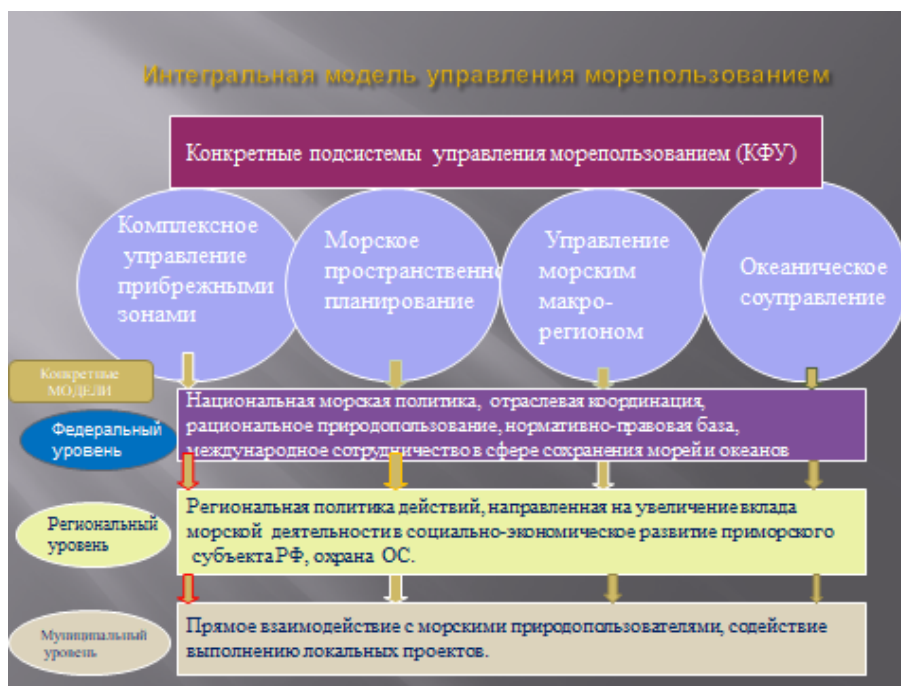 Интегральная модель управления морепользованием
Конкретные подсистемы управления морепользованием (КФУ)
Комплексное
управление
прибрежными
зонами
Морское
пространственно
планирование
Управление
морским
макро-
регионом
Океаническое
соуправление
Конкретные
МОДЕЛИ
Национальная морская политика, отраслевая координация,
рациональное природопользование, нормативно-правовая база,
международное сотрудничество в сфере сохранения морей и океанов
Федеральный
уровень
Региональный
уровень
Региональная политика действий, направленная на увеличение вклада
морской деятельности в социально-экономическое развитие приморского
субъекта РФ, охрана ОС.
Муниципальный
уровень
Прямое взаимодействие с морскими природопользователями, содействие
выполнению локальных проектов.